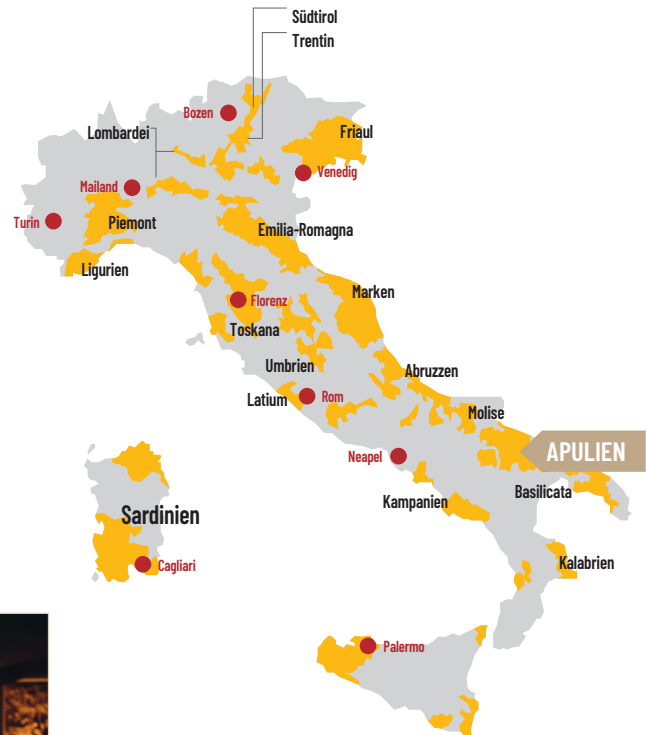 Südtirol
Trentin
Bozen
Lombardei
Friaul
Venedig
Mailand
Turin
Piemont
Emilia-Romagna
Ligurien
Marken
Florenz
Toskana
Umbrien
Abruzzen
Latium
Rom
Molise
Neapel
APULIEN
Basilicata
Kampanien
Sardinien
Kalabrien
Cagliari
Palermo